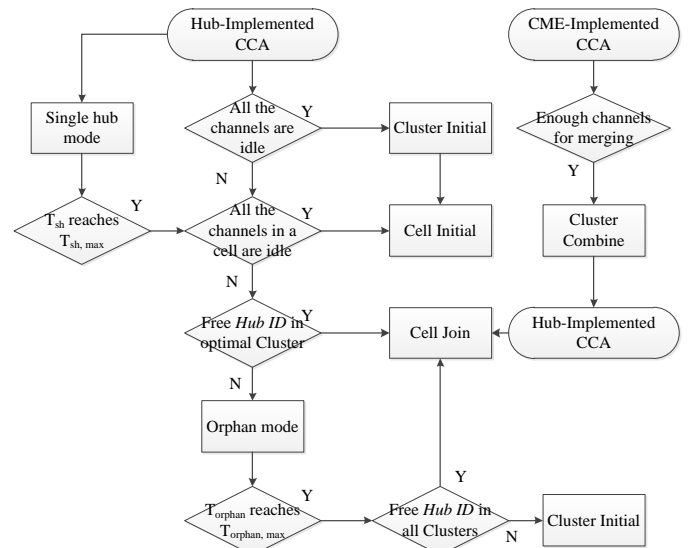 Hub-Implemented
CCA
CME-Implemented
CCA
Single hub
mode
All the
channels are
idle
Y
Cluster Initial
Enough channels
for merging
N
Y
T_sh reaches
T_sh, max
Y
All the
channels in a
cell are idle
Y
Cell Initial
Cluster
Combine
N
Free Hub ID in
optimal Cluster
Y
Cell Join
Hub-Implemented
CCA
N
Orphan mode
Y
T_orphan reaches
T_orphan, max
Y
Free Hub ID in
all Clusters
N
Cluster Initial